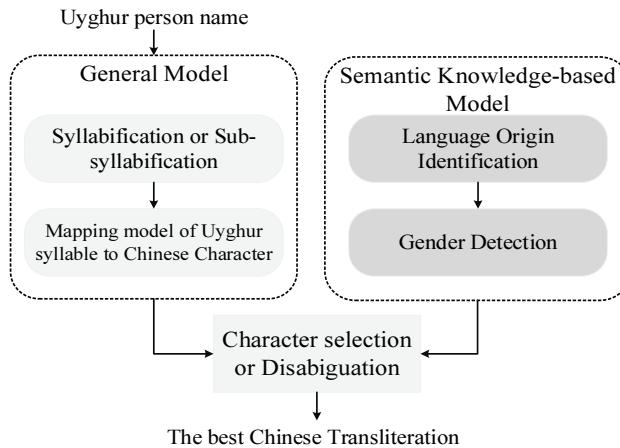 Uyghur person name
General Model
Syllabification or Sub-
syllabification
Mapping model of Uyghur
syllable to Chinese Character
Semantic Knowledge-based
Model
Language Origin
Identification
Gender Detection
Character selection
or Disabiguation
The best Chinese Transliteration